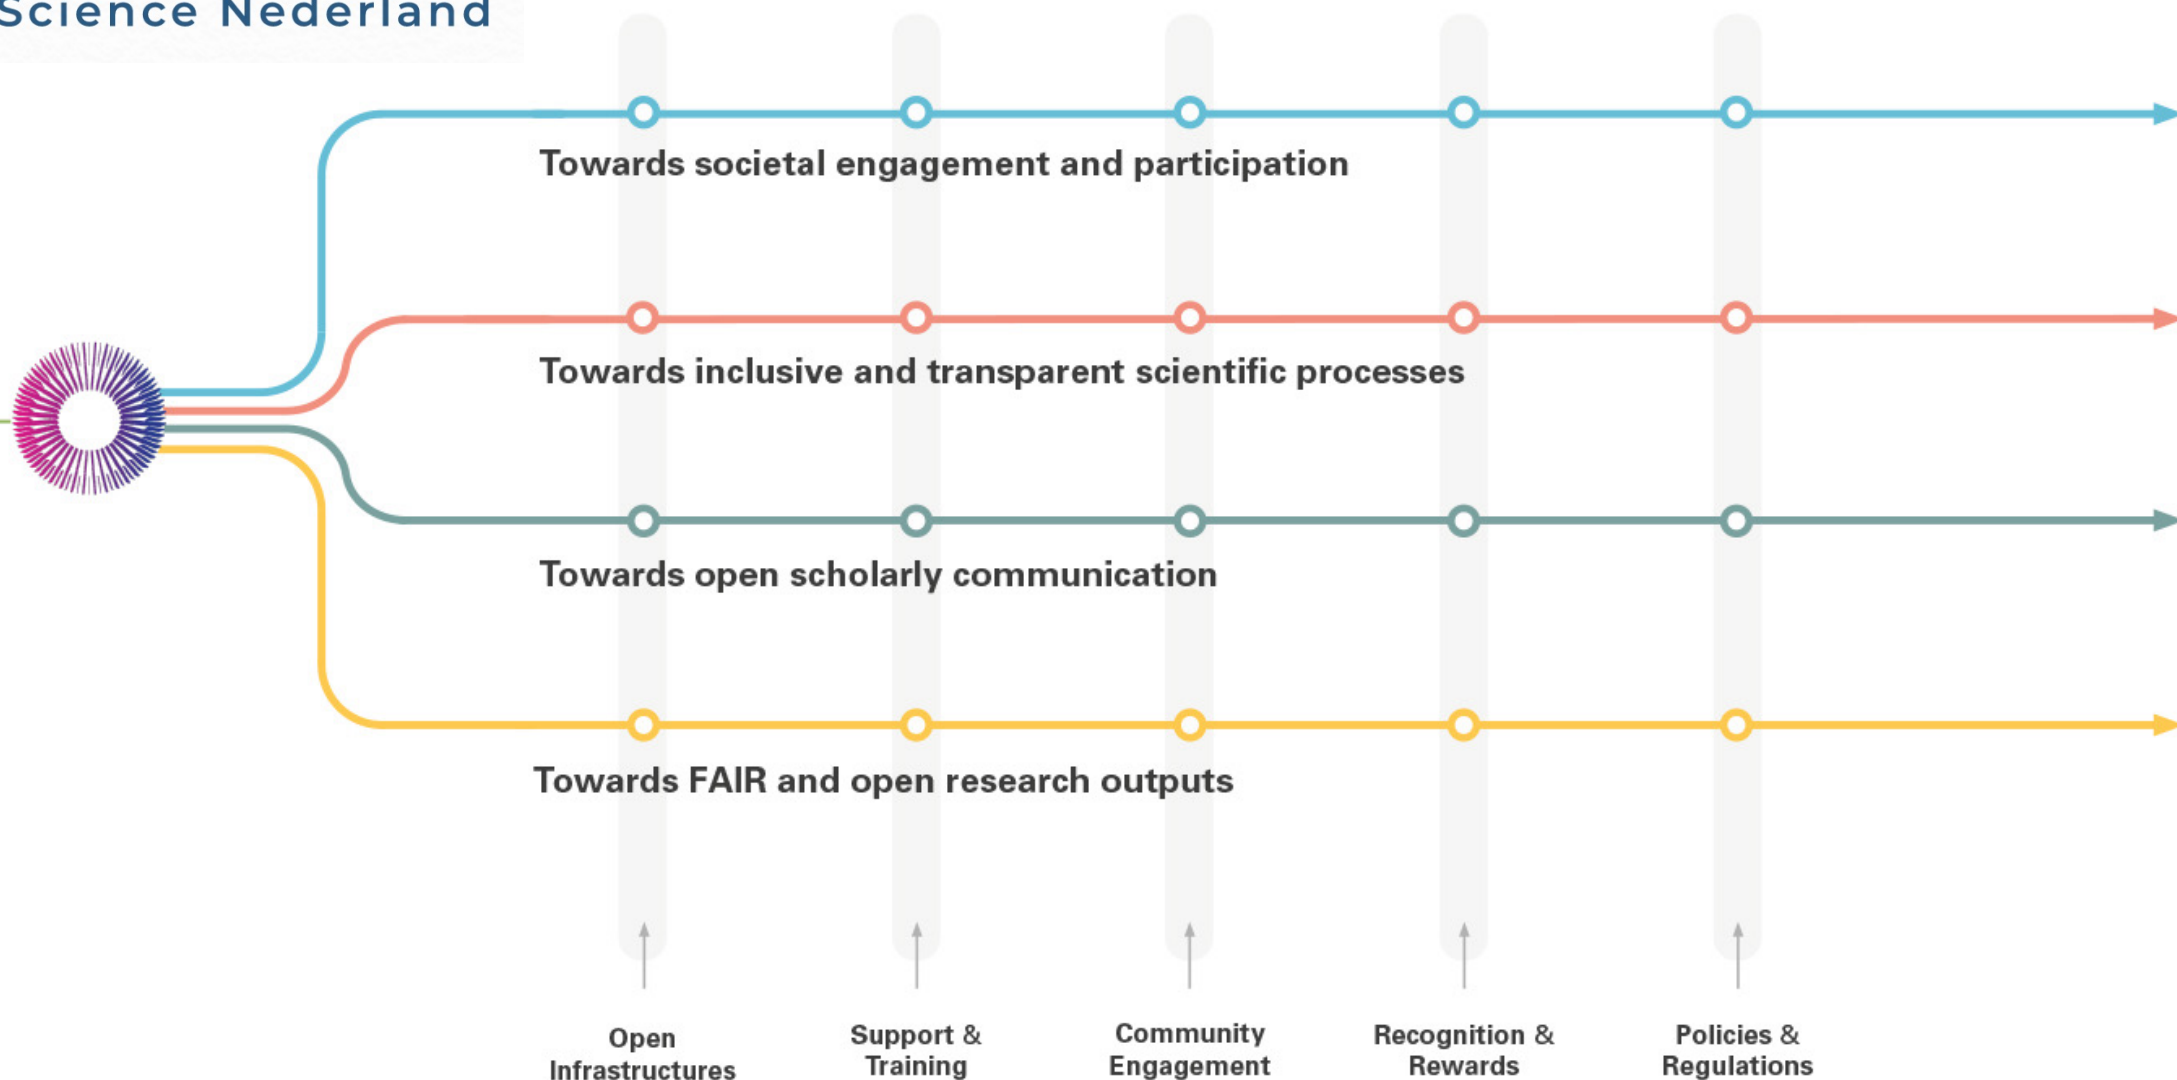 Science Nederland
Towards societal engagement and participation
Towards inclusive and transparent scientific processes
Towards open scholarly communication
Towards FAIR and open research outputs
Open
Infrastructures
Support &
Training
Community
Engagement
Recognition &
Rewards
Policies &
Regulations